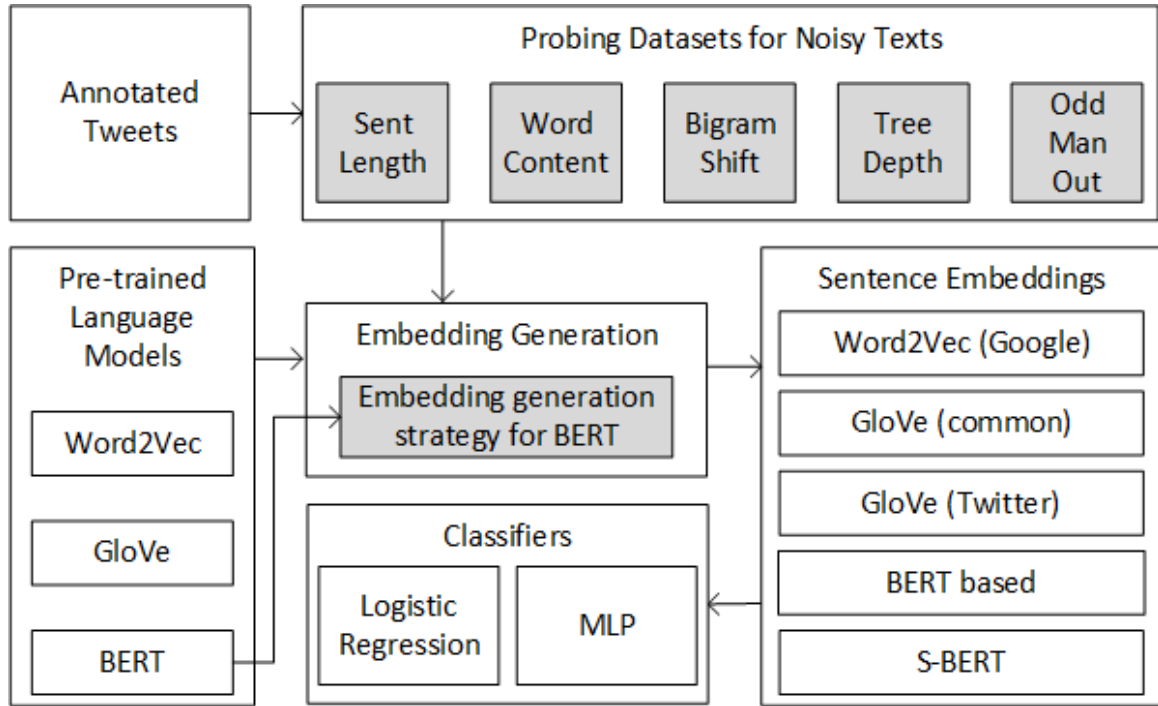 Annotated
Tweets
Probing Datasets for Noisy Texts
Sent
Length
Word
Content
Bigram
Shift
Tree
Depth
Odd
Man
Out
Pre-trained
Language
Models
Word2Vec
GloVe
BERT
Embedding Generation
Embedding generation
strategy for BERT
Classifiers
Logistic
Regression
MLP
Sentence Embeddings
Word2Vec (Google)
GloVe (common)
GloVe (Twitter)
BERT based
S-BERT